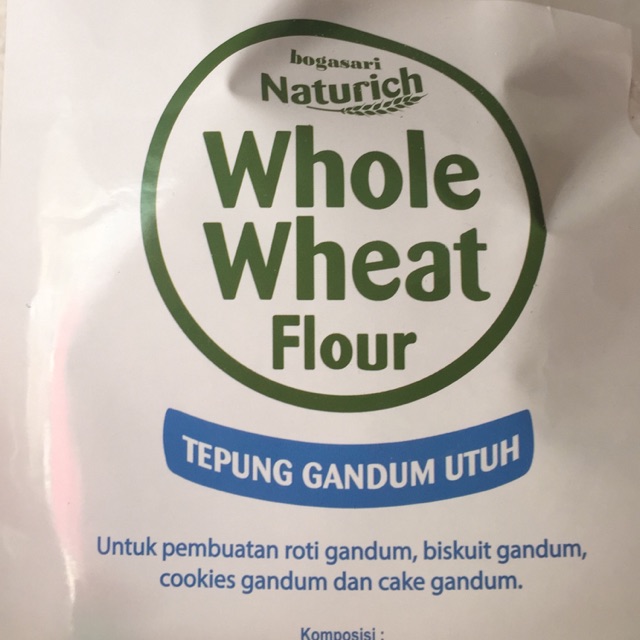 bogasari
Naturich
Whole
Wheat
Flour
TEPUNG GANDUM UTUH
Untuk pembuatan roti gandum, biskuit gandum,
cookies gandum dan cake gandum.
Komposisi :